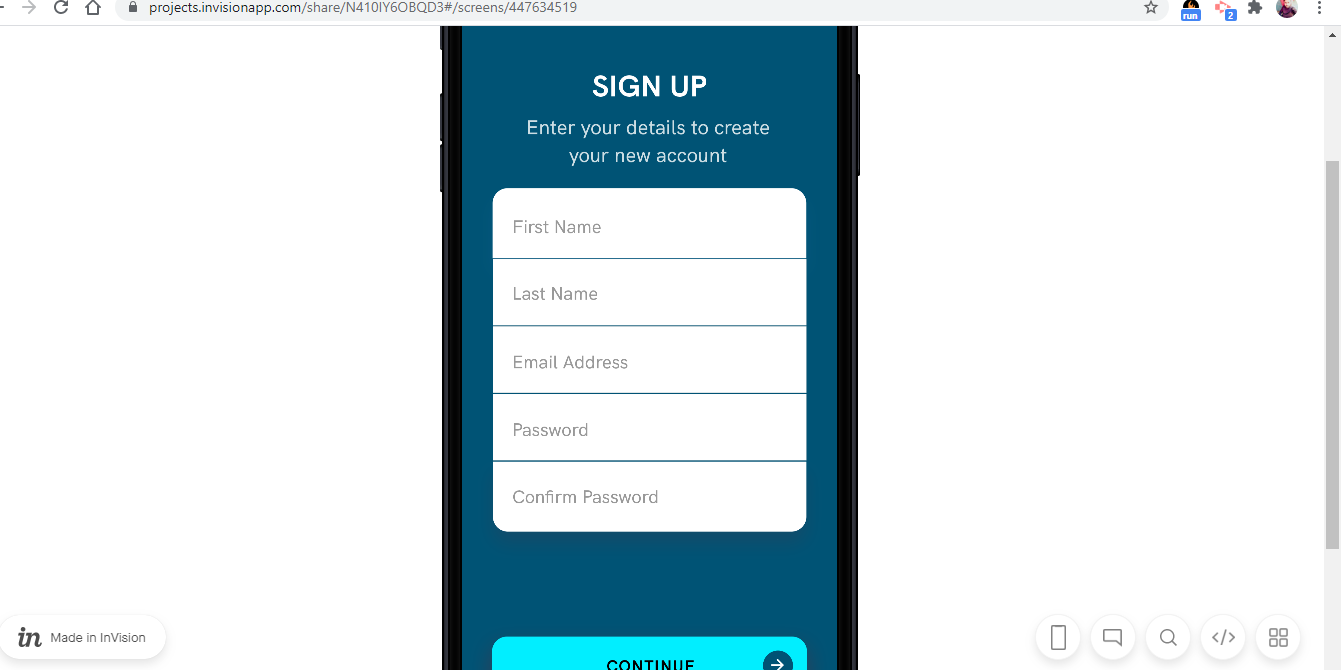 projects.invisionapp.com/share/N410IY6OBQD3#/screens/447634519
run
2
SIGN UP
Enter your details to create
your new account
First Name
Last Name
Email Address
Password
Confirm Password
in Made in InVision
CONTINUE